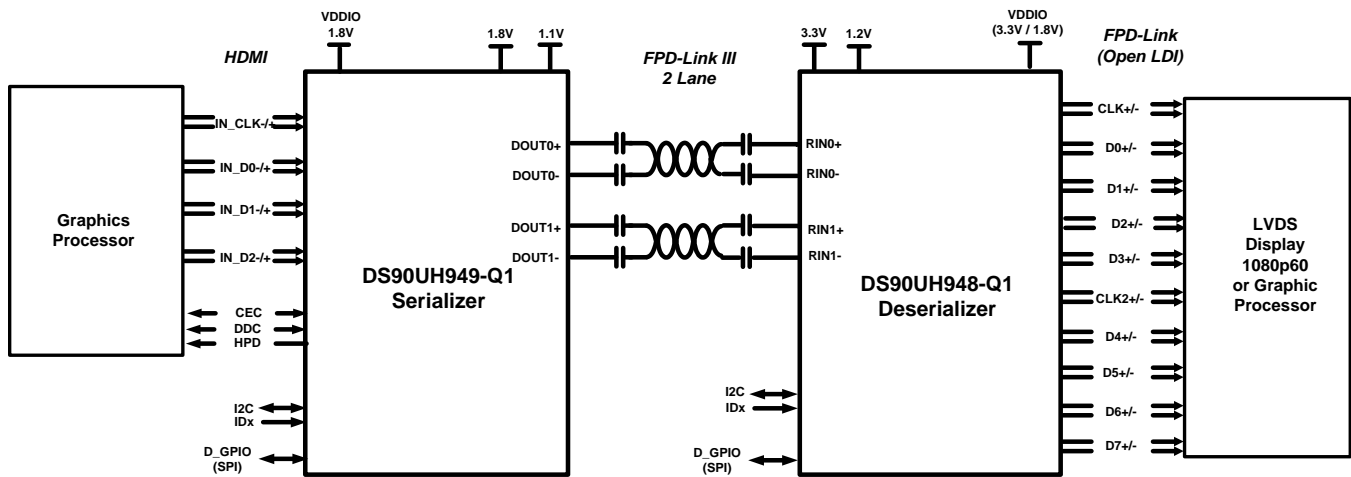 HDMI
VDDIO
1.8V
1.8V
1.1V
FPD-Link III
2 Lane
3.3V
1.2V
VDDIO
(3.3V / 1.8V)
FPD-Link
(Open LDI)
Graphics
Processor
IN_CLK-/+
IN_D0-/+
IN_D1-/+
IN_D2-/+
CEC
DDC
HPD
I2C
IDx
D_GPIO
(SPI)
DS90UH949-Q1
Serializer
DOUT0+
DOUT0-
DOUT1+
DOUT1-
RIN0+
RIN0-
RIN1+
RIN1-
DS90UH948-Q1
Deserializer
I2C
IDx
D_GPIO
(SPI)
CLK+/-
D0+/-
D1+/-
D2+/-
D3+/-
CLK2+/-
D4+/-
D5+/-
D6+/-
D7+/-
LVDS
Display
1080p60
or Graphic
Processor